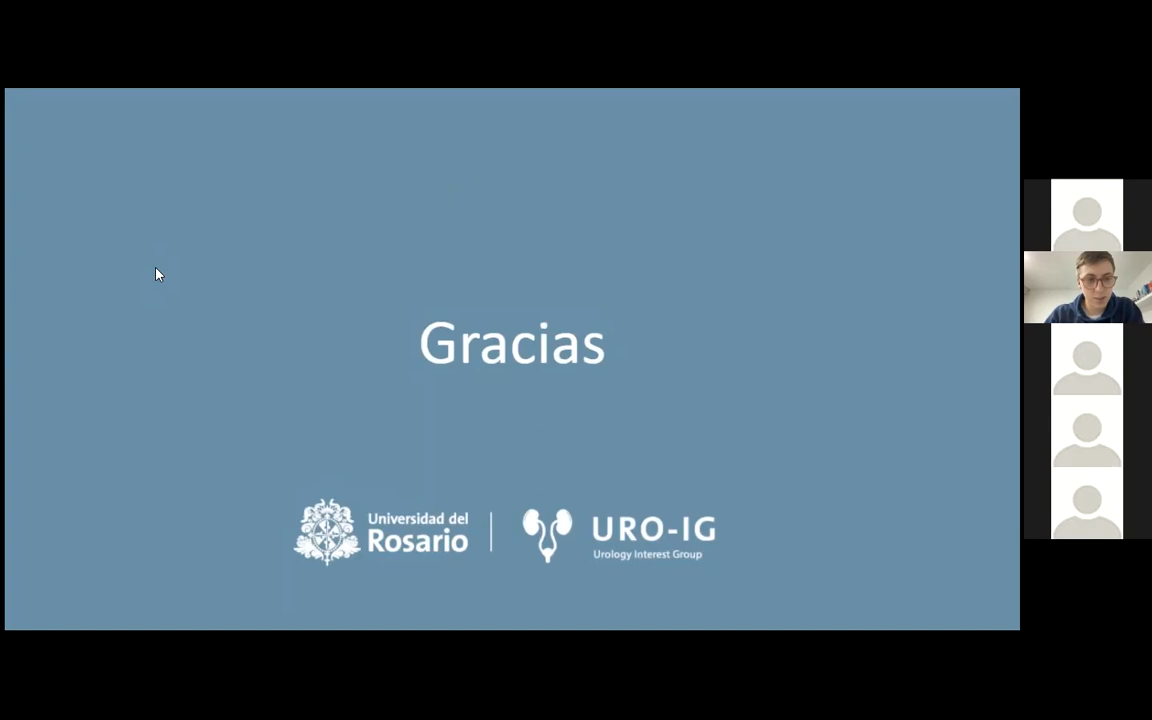 Gracias
Universidad del
Rosario
URO-IG
Urology Interest Group